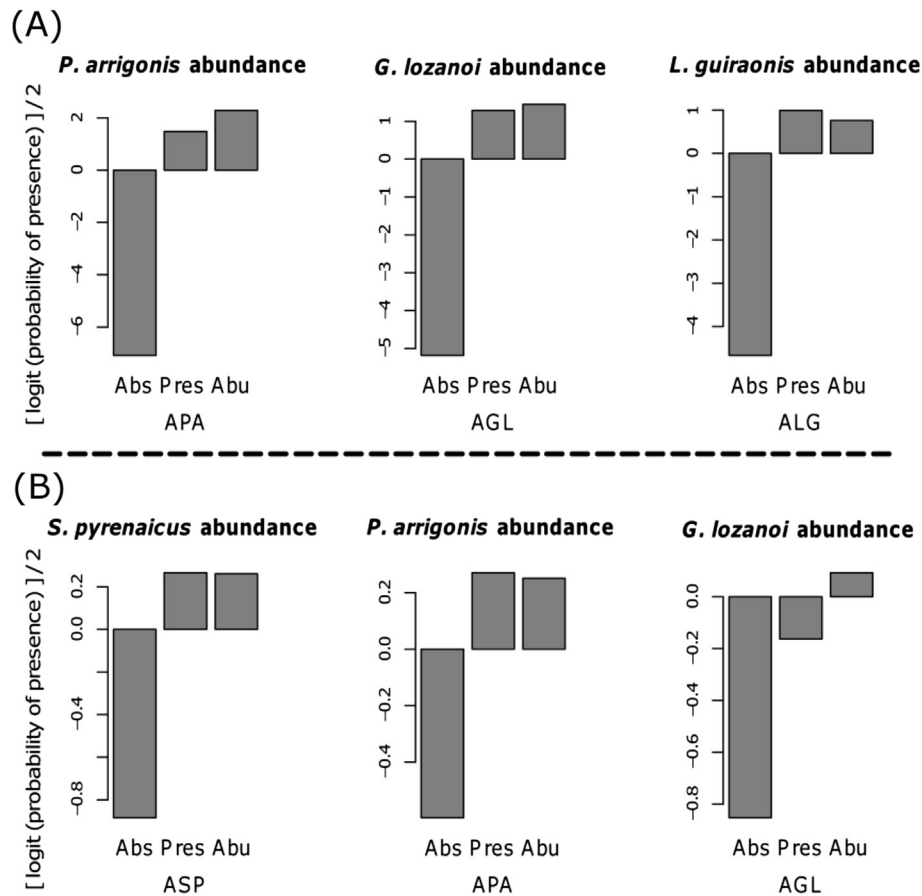 (A)
P. arrigonis abundance G. lozanoi abundance L. guiraonis abundance
[logit (probability of presence) ]/2
2
0
−2
−4
−6
Abs Pres Abu
APA
1
0
−1
−2
−3
−4
−5
Abs Pres Abu
AGL
1
0
−1
−2
−3
−4
Abs Pres Abu
ALG
(B)
S. pyrenaicus abundance P. arrigonis abundance G. lozanoi abundance
[logit (probability of presence) ]/2
0.2
0.0
−0.4
−0.8
Abs Pres Abu
ASP
0.2
0.0
−0.2
−0.4
Abs Pres Abu
APA
0.0
−0.2
−0.4
−0.6
−0.8
Abs Pres Abu
AGL